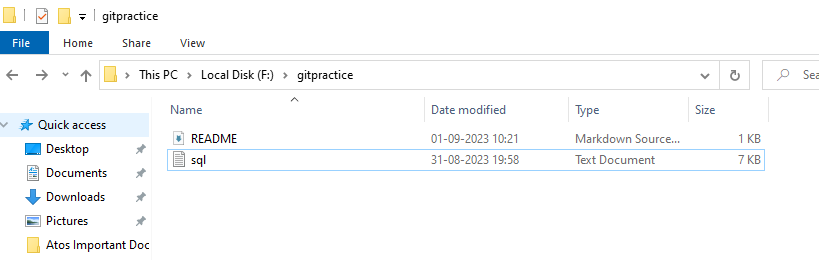 gitpractice
File Home Share View
This PC Local Disk (F:) gitpractice Sea
Name Date modified Type Size
Quick access
README 01-09-2023 10:21 Markdown Source... 1 KB
Desktop
sql 31-08-2023 19:58 Text Document 7 KB
Documents
Downloads
Pictures
Atos Important Doc